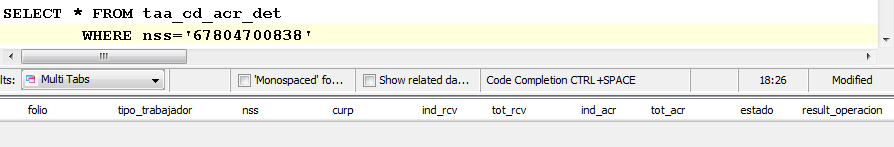 SELECT * FROM taa_cd_acr_det
WHERE nss='67804700838'
lts: Multi Tabs 'Monospaced' fo... Show related da... Code Completion CTRL+SPACE 18:26 Modified
folio tipo_trabajador nss curp ind_rcv tot_rcv ind_acr tot_acr estado result_operacion